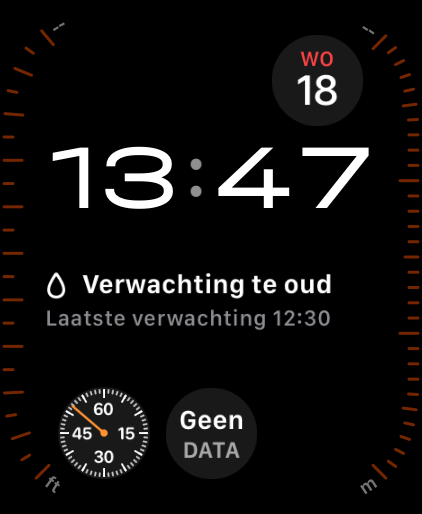 --
--
WO
18
13:47
Verwachting te oud
Laatste verwachting 12:30
60
45 15
30
Geen
DATA
ft
m